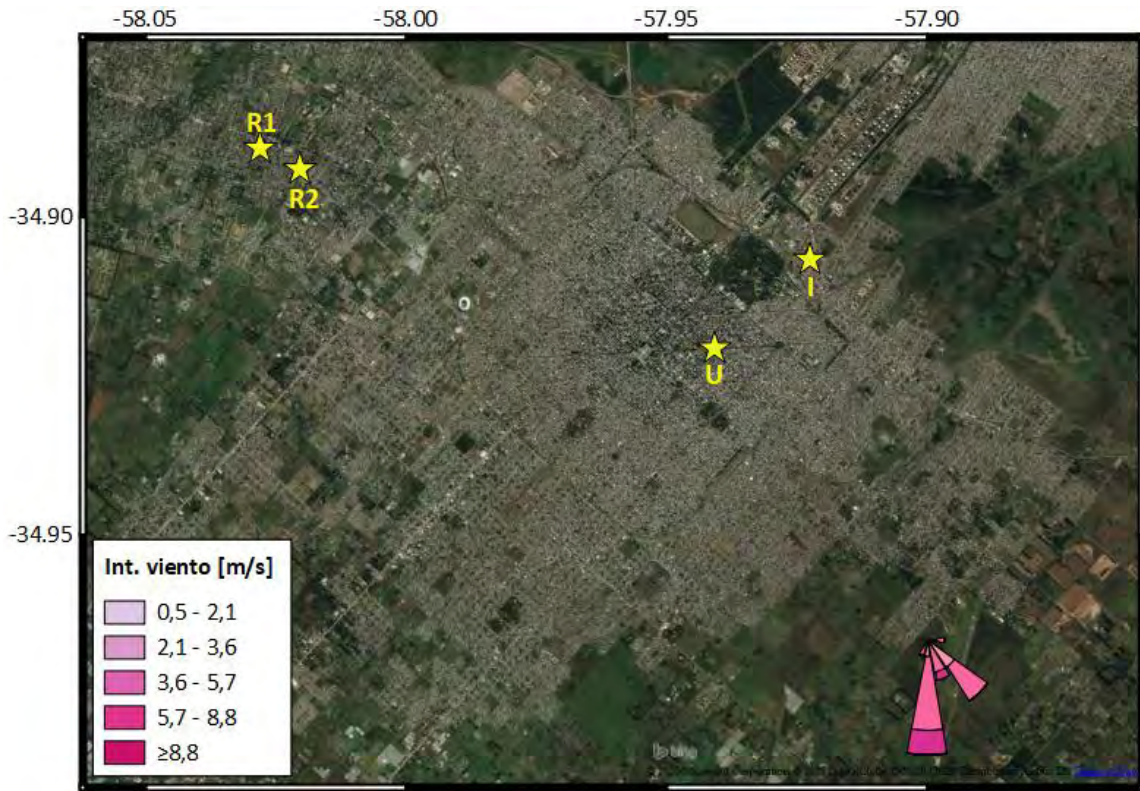 -58.05 -58.00 -57.95 -57.90
R1
R2
-34.90
I
U
-34.95
Int. viento [m/s]
0,5 - 2,1
2,1 - 3,6
3,6 - 5,7
5,7 - 8,8
≥8,8